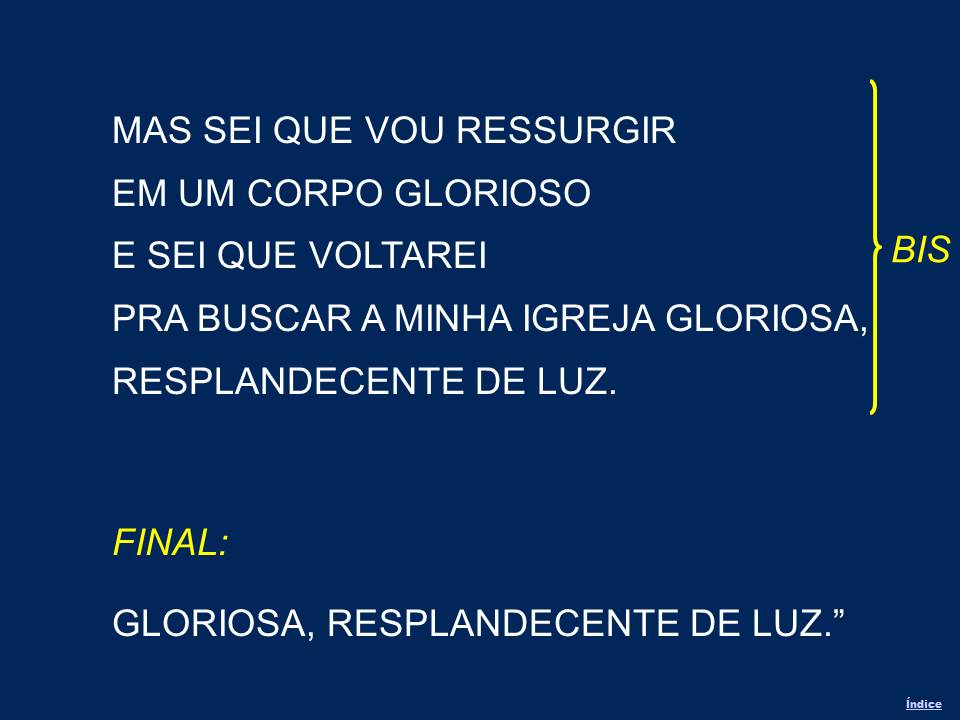 MAS SEI QUE VOU RESSURGIR
EM UM CORPO GLORIOSO
E SEI QUE VOLTAREI
PRA BUSCAR A MINHA IGREJA GLORIOSA,
RESPLANDECENTE DE LUZ.
BIS
FINAL:
GLORIOSA, RESPLANDECENTE DE LUZ.”
Índice